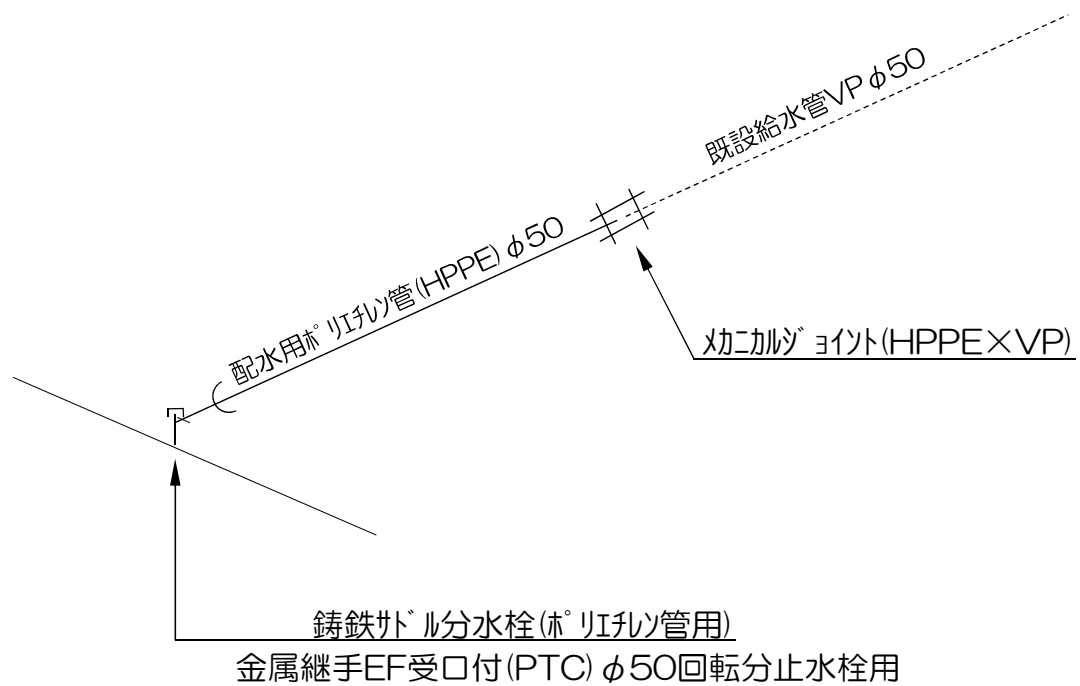 既設給水管VPφ50
配水用ﾎﾟﾘｴﾁﾚﾝ管(HPPE)φ50
ﾒｶﾆｶﾙｼﾞｮｲﾝﾄ(HPPE×VP)
鋳鉄ｻﾄﾞﾙ分水栓(ﾎﾟﾘｴﾁﾚﾝ管用)
金属継手EF受口付(PTC)φ50回転分止水栓用